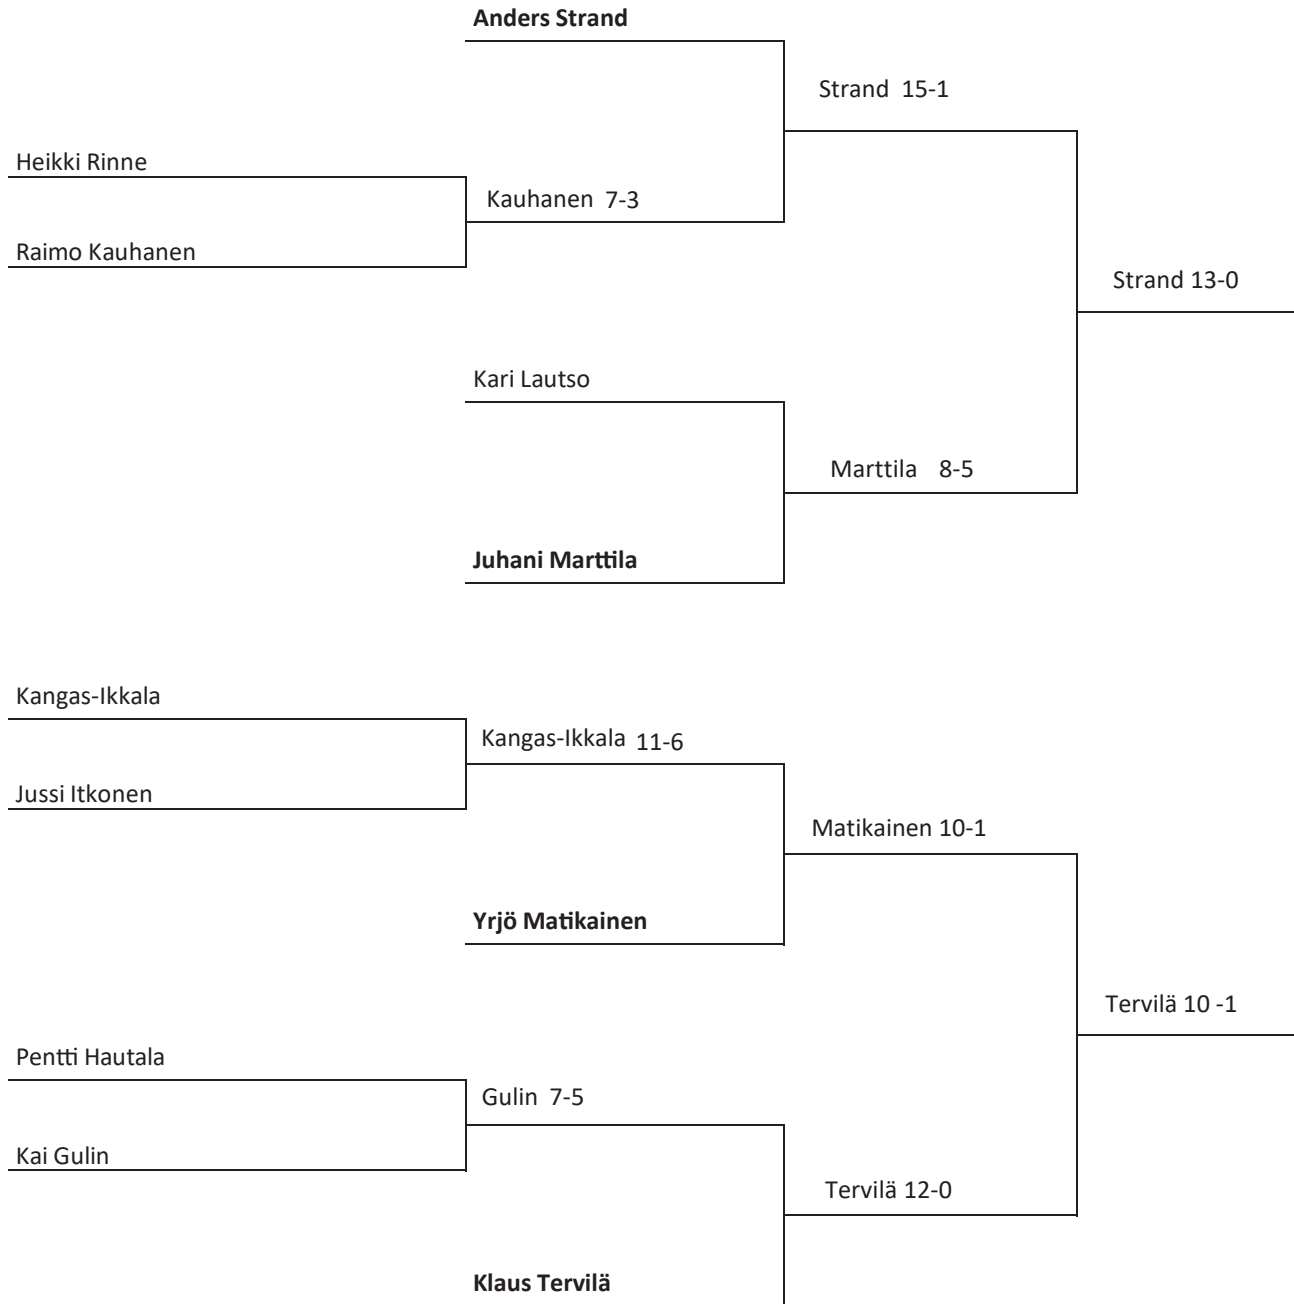 Anders Strand
Strand 15-1
Heikki Rinne
Kauhanen 7-3
Raimo Kauhanen
Strand 13-0
Kari Lautso
Marttila 8-5
Juhani Marttila
Kangas-Ikkala
Kangas-Ikkala 11-6
Jussi Itkonen
Matikainen 10-1
Yrjö Matikainen
Tervilä 10 -1
Pentti Hautala
Gulin 7-5
Kai Gulin
Tervilä 12-0
Klaus Tervilä